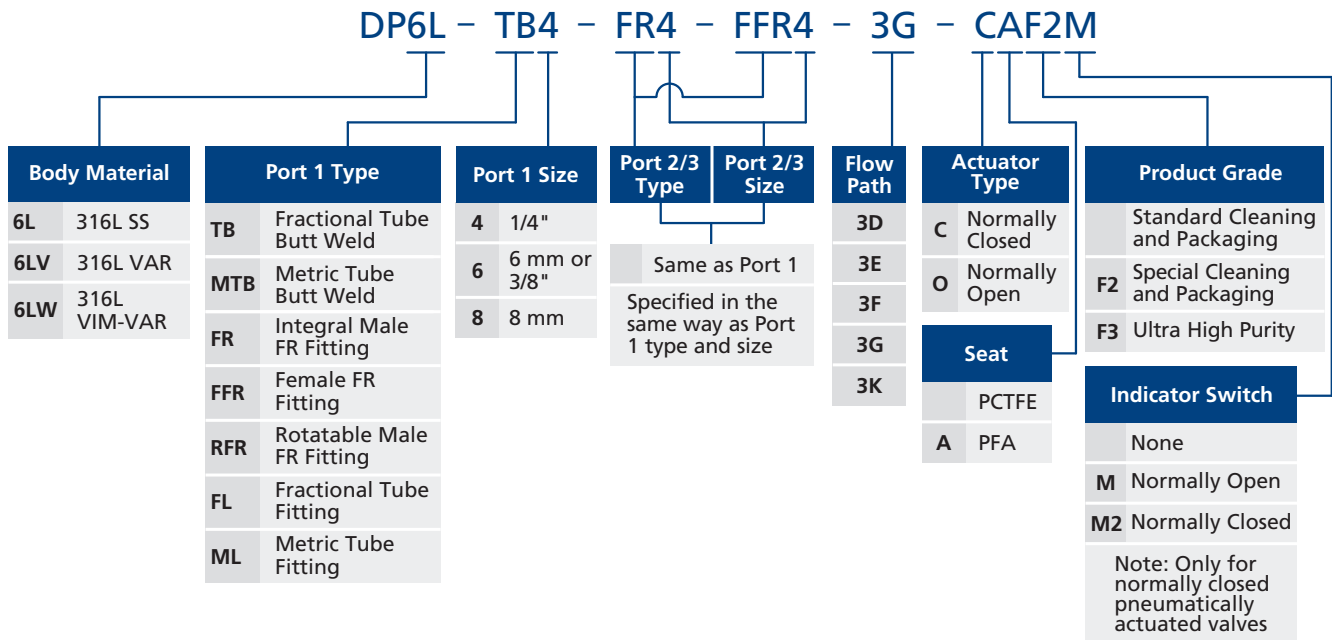 DP6L – TB4 – FR4 – FFR4 – 3G – CAF2M
Body Material
6L 316L SS
6LV 316L VAR
6LW 316L
VIM-VAR
Port 1 Type
TB Fractional Tube
Butt Weld
MTB Metric Tube
Butt Weld
FR Integral Male
FR Fitting
FFR Female FR
Fitting
RFR Rotatable Male
FR Fitting
FL Fractional Tube
Fitting
ML Metric Tube
Fitting
Port 1 Size
4 1/4"
6 6 mm or
3/8"
8 8 mm
Port 2/3
Type
Port 2/3
Size
Same as Port 1
Specified in the
same way as Port
1 type and size
Flow
Path
3D
3E
3F
3G
3K
Actuator
Type
C Normally
Closed
O Normally
Open
Seat
PCTFE
A PFA
Product Grade
Standard Cleaning
and Packaging
F2 Special Cleaning
and Packaging
F3 Ultra High Purity
Indicator Switch
None
M Normally Open
M2 Normally Closed
Note: Only for
normally closed
pneumatically
actuated valves